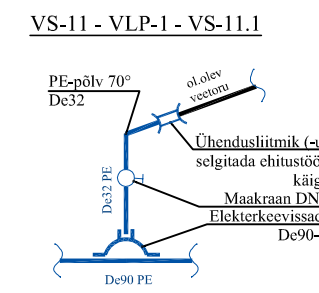 VS-11 - VLP-1 - VS-11.1
PE-põlv 70°
De32
ol.olev
veetoru
Ühendusliitmik (-u
selgitada ehitustöö
käig
Maakraan DN
Elekterkeevissad
De90-
De32 PE
De90 PE